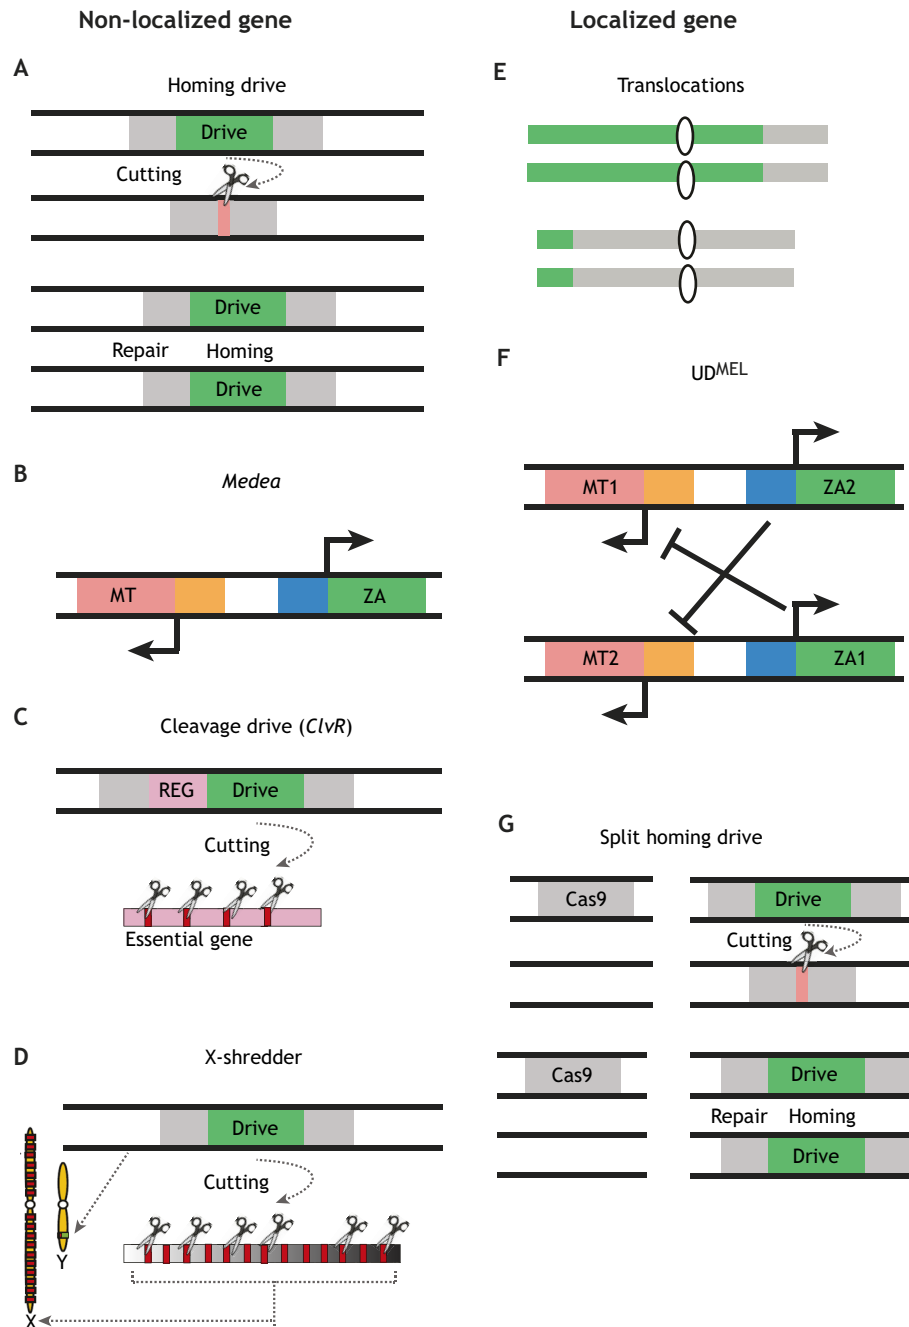 Non-localized gene
A
Homing drive
Drive
Cutting
Drive
Repair Homing
Drive
B
Medea
MT ZA
C
Cleavage drive (ClvR)
REG Drive
Cutting
Essential gene
D
X-shredder
Drive
Cutting
Y
X
Localized gene
E
Translocations
F
UDMEL
MT1 ZA2
MT2 ZA1
G
Split homing drive
Cas9 Drive
Cutting
Cas9 Drive
Repair Homing
Drive